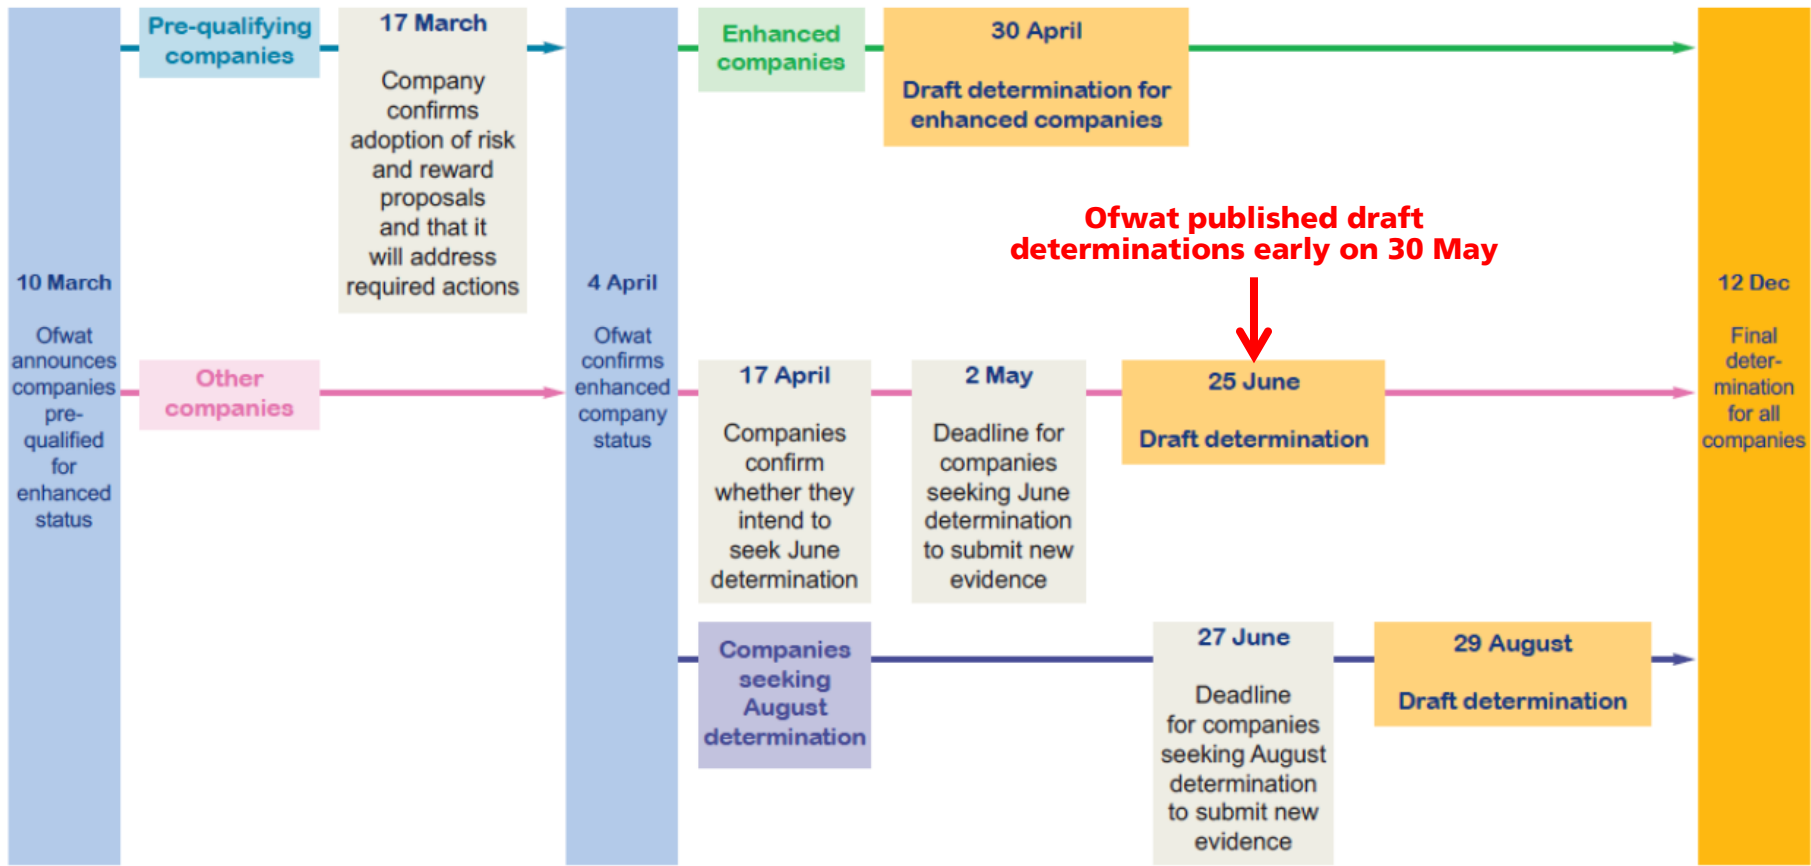 10 March
Ofwat
announces
companies
pre-
qualified
for
enhanced
status
Pre-qualifying
companies
17 March
Company
confirms
adoption of risk
and reward
proposals
and that it
will address
required actions
Other
companies
4 April
Ofwat
confirms
enhanced
company
status
Enhanced
companies
30 April
Draft determination for
enhanced companies
Ofwat published draft
determinations early on 30 May
17 April
Companies
confirm
whether they
intend to
seek June
determination
2 May
Deadline for
companies
seeking June
determination
to submit new
evidence
25 June
Draft determination
Companies
seeking
August
determination
27 June
Deadline
for companies
seeking August
determination
to submit new
evidence
29 August
Draft determination
12 Dec
Final
deter-
mination
for all
companies